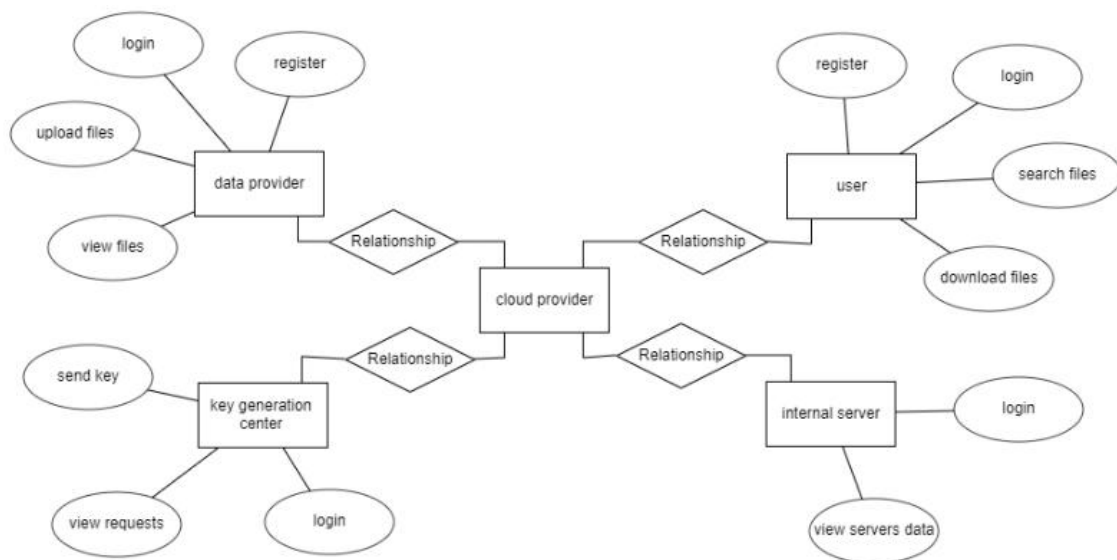 login
register
upload files
data provider
view files
Relationship
register
login
search files
user
Relationship
download files
cloud provider
Relationship
Relationship
send key
key generation
center
view requests
login
internal server
login
view servers data